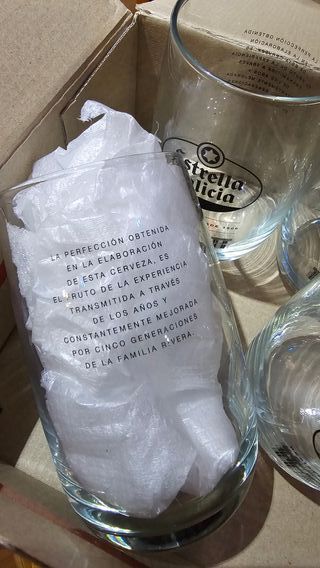 LA PERFECCIÓN OBTENIDA
EN LA ELABORACIÓN
DE ESTA CERVEZA, ES
EL FRUTO DE LA EXPERIENCIA
TRANSMITIDA A TRAVÉS
DE LOS AÑOS Y
CONSTANTEMENTE MEJORADA
POR CINCO GENERACIONES
DE LA FAMILIA RIVERA.
Estrella
Galicia